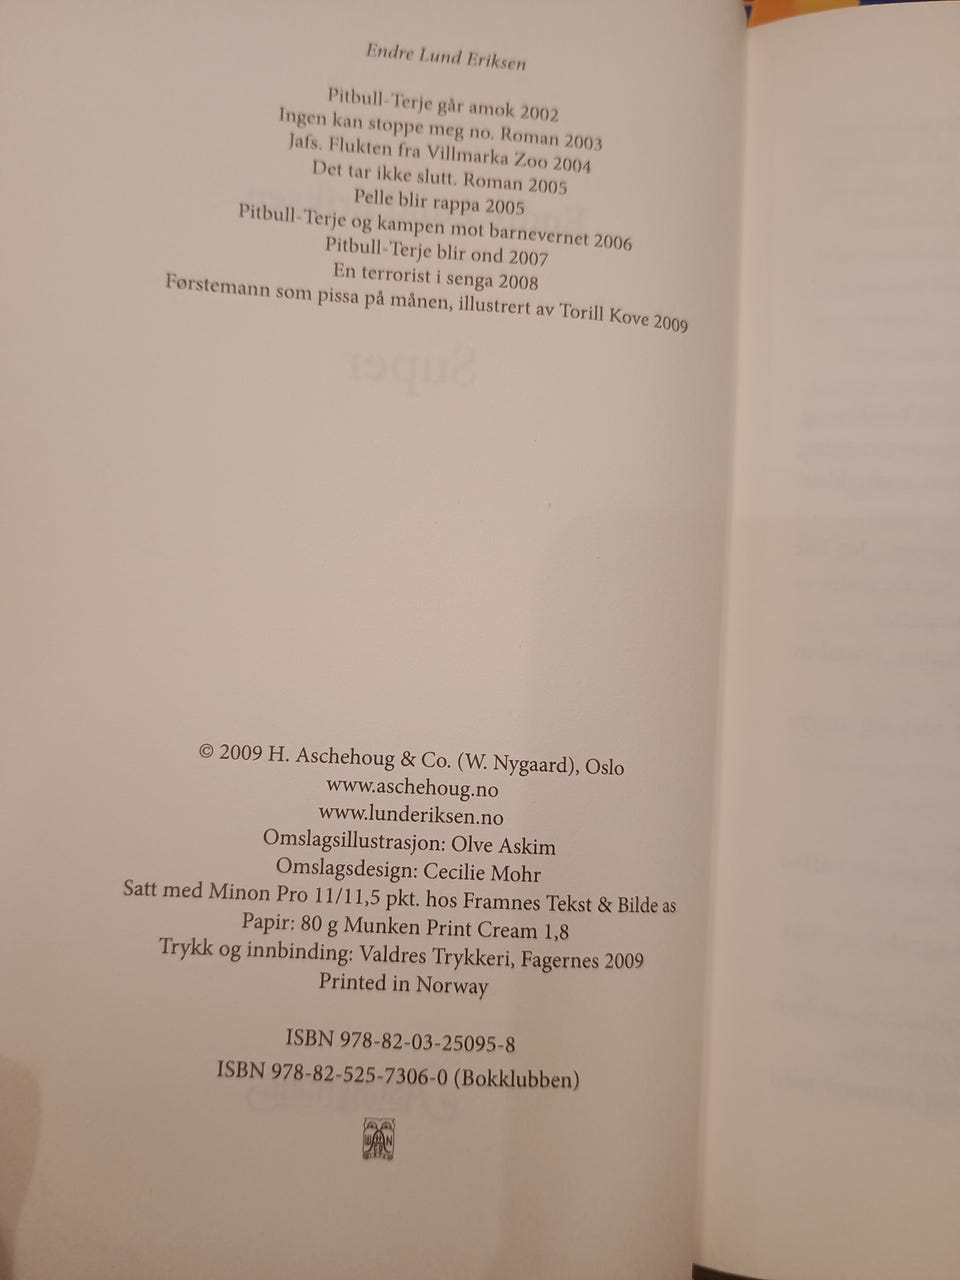 Endre Lund Eriksen
Pitbull-Terje går amok 2002
Ingen kan stoppe meg no. Roman 2003
Jafs. Flukten fra Villmarka Zoo 2004
Det tar ikke slutt. Roman 2005
Pelle blir rappa 2005
Pitbull-Terje og kampen mot barnevernet 2006
Pitbull-Terje blir ond 2007
En terrorist i senga 2008
Førstemann som pissa på månen, illustrert av Torill Kove 2009
Super
© 2009 H. Aschehoug & Co. (W. Nygaard), Oslo
www.aschehoug.no
www.lunderiksen.no
Omslagsillustrasjon: Olve Askim
Omslagsdesign: Cecilie Mohr
Satt med Minon Pro 11/11,5 pkt. hos Framnes Tekst & Bilde as
Papir: 80 g Munken Print Cream 1,8
Trykk og innbinding: Valdres Trykkeri, Fagernes 2009
Printed in Norway
ISBN 978-82-03-25095-8
ISBN 978-82-525-7306-0 (Bokklubben)